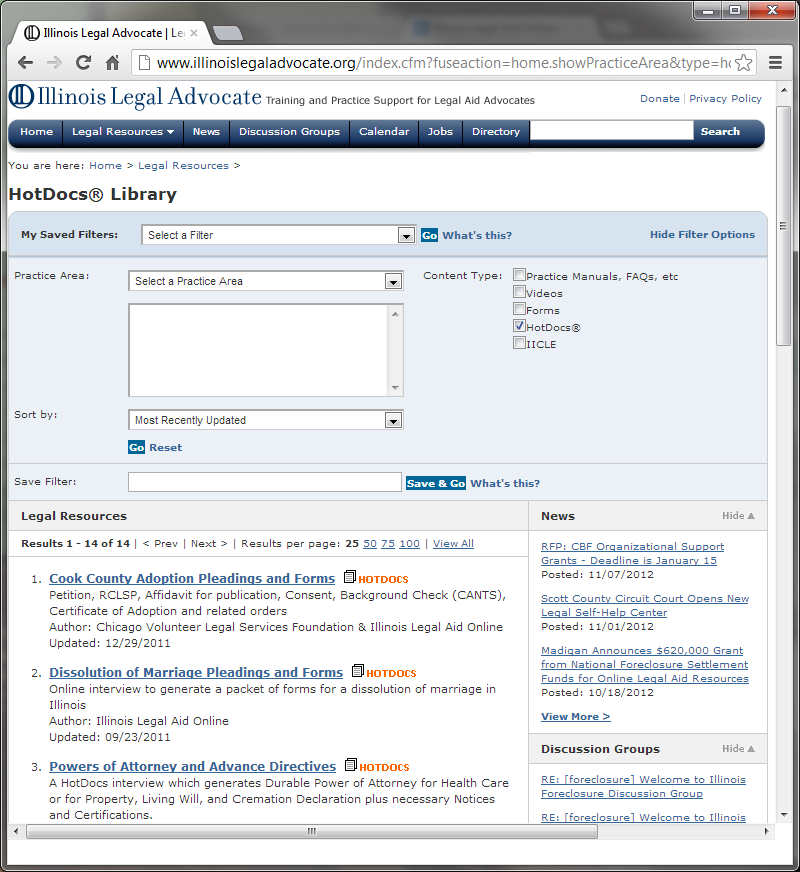 Illinois Legal Advocate | Le
www.illinoislegaladvocate.org/index.cfm?fuseaction=home.showPracticeArea&type=h
Illinois Legal Advocate Training and Practice Support for Legal Aid Advocates
Donate | Privacy Policy
Home Legal Resources News Discussion Groups Calendar Jobs Directory Search
You are here: Home > Legal Resources >
HotDocs® Library
My Saved Filters: Select a Filter Go What's this? Hide Filter Options
Practice Area: Select a Practice Area
Content Type: Practice Manuals, FAQs, etc
Videos
Forms
HotDocs®
IICLE
Sort by: Most Recently Updated
Go Reset
Save Filter: Save & Go What's this?
Legal Resources
Results 1 - 14 of 14 | < Prev | Next > | Results per page: 25 50 75 100 | View All
1. Cook County Adoption Pleadings and Forms HOTDOCS
Petition, RCLSP, Affidavit for publication, Consent, Background Check (CANTS),
Certificate of Adoption and related orders
Author: Chicago Volunteer Legal Services Foundation & Illinois Legal Aid Online
Updated: 12/29/2011
2. Dissolution of Marriage Pleadings and Forms HOTDOCS
Online interview to generate a packet of forms for a dissolution of marriage in
Illinois
Author: Illinois Legal Aid Online
Updated: 09/23/2011
3. Powers of Attorney and Advance Directives HOTDOCS
A HotDocs interview which generates Durable Power of Attorney for Health Care
or for Property, Living Will, and Cremation Declaration plus necessary Notices
and Certifications.
News Hide
RFP: CBF Organizational Support
Grants - Deadline is January 15
Posted: 11/07/2012
Scott County Circuit Court Opens New
Legal Self-Help Center
Posted: 11/01/2012
Madigan Announces $620,000 Grant
from National Foreclosure Settlement
Funds for Online Legal Aid Resources
Posted: 10/18/2012
View More >
Discussion Groups Hide
RE: [foreclosure] Welcome to Illinois
Foreclosure Discussion Group
RE: [foreclosure] Welcome to Illinois